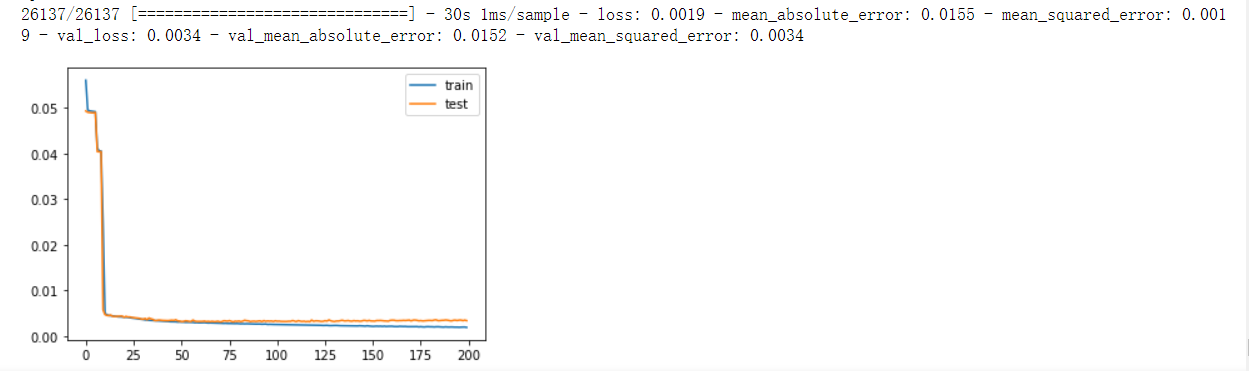 26137/26137 [==============================] - 30s 1ms/sample - loss: 0.0019 - mean_absolute_error: 0.0155 - mean_squared_error: 0.001
9 - val_loss: 0.0034 - val_mean_absolute_error: 0.0152 - val_mean_squared_error: 0.0034
train
test
0.05
0.04
0.03
0.02
0.01
0.00
0 25 50 75 100 125 150 175 200